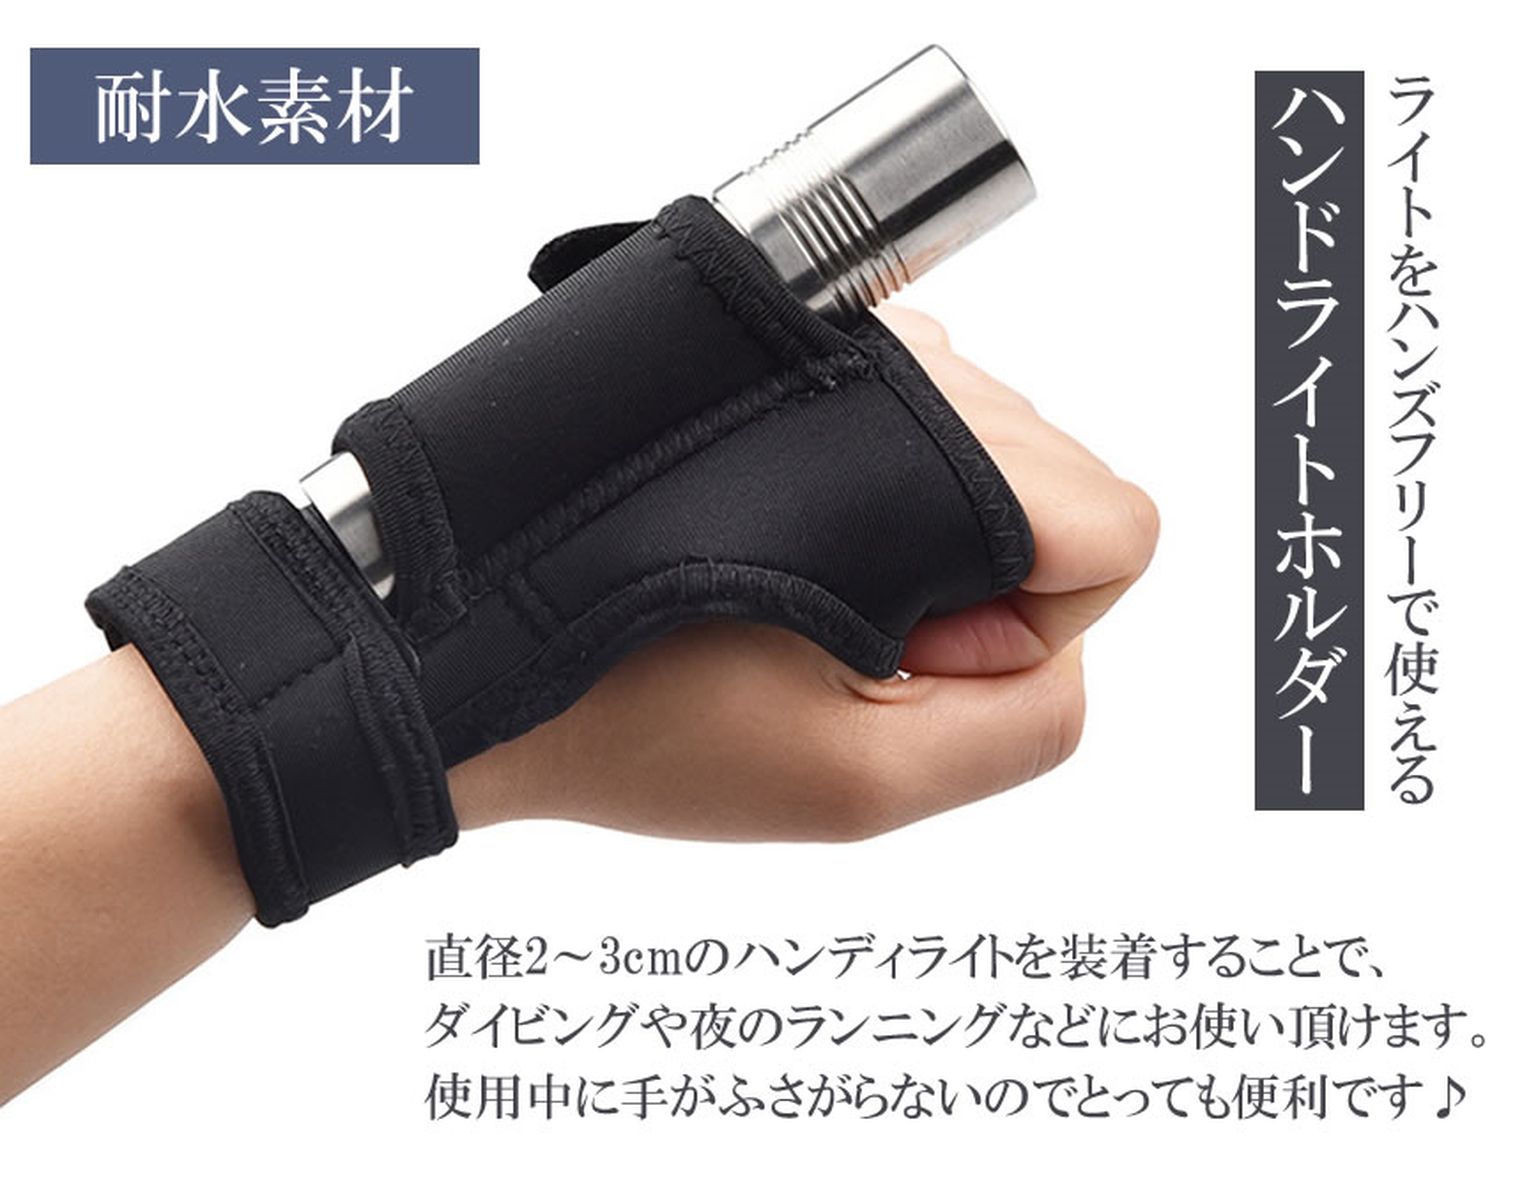 耐水素材
ライトをハンズフリーで使える
ハンドライトホルダー
直径2～3cmのハンディライトを装着することで、
ダイビングや夜のランニングなどにお使い頂けます。
使用中に手がふさがらないのでとっても便利です♪